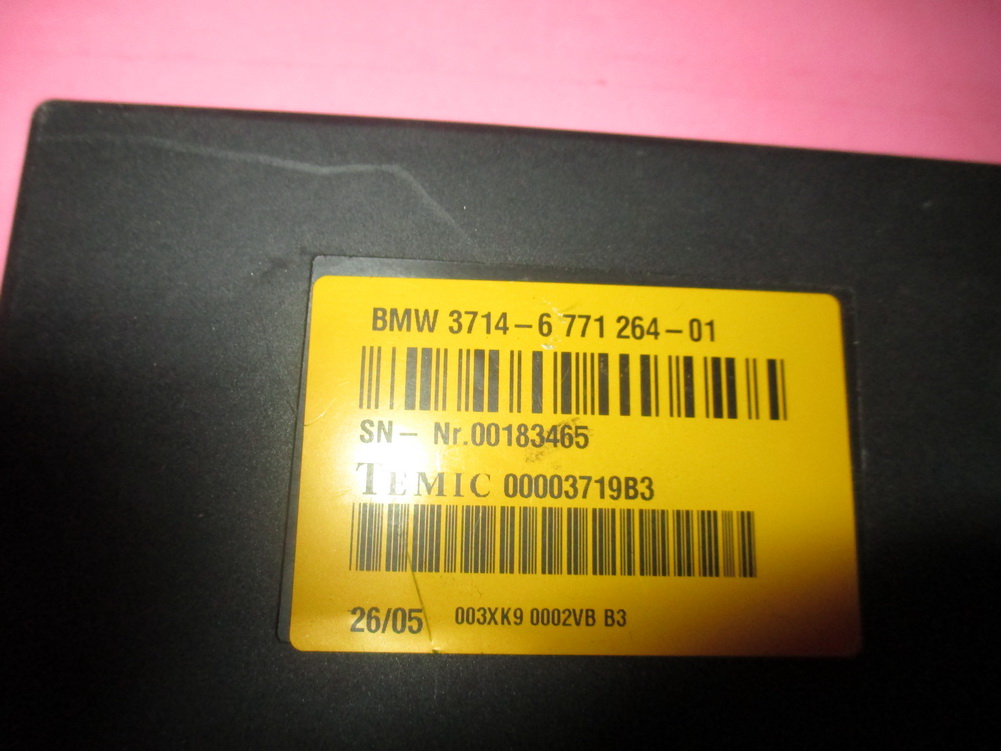 BMW 3714-6 771 264-01
SN- Nr.00183465
TEMIC 00003719B3
26/05 003XK9 0002VB B3